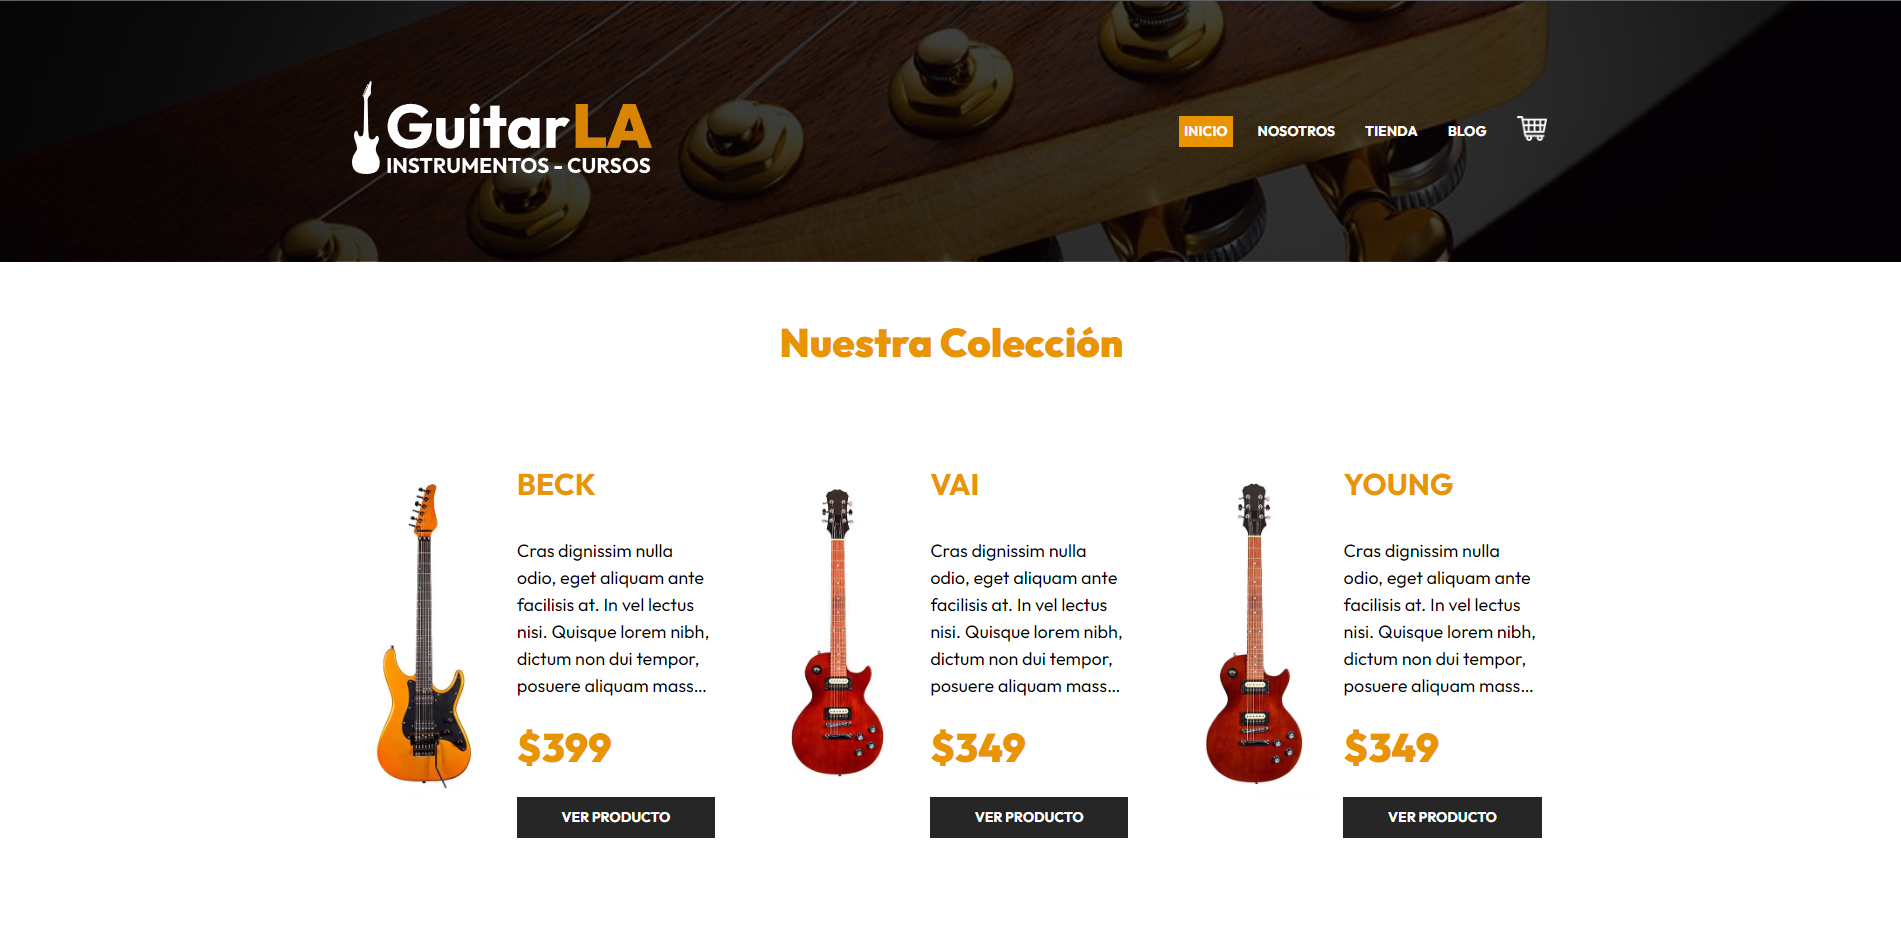 GuitarLA
INSTRUMENTOS - CURSOS
INICIO NOSOTROS TIENDA BLOG
Nuestra Colección
BECK
Cras dignissim nulla
odio, eget aliquam ante
facilisis at. In vel lectus
nisi. Quisque lorem nibh,
dictum non dui tempor,
posuere aliquam mass...
$399
VER PRODUCTO
VAI
Cras dignissim nulla
odio, eget aliquam ante
facilisis at. In vel lectus
nisi. Quisque lorem nibh,
dictum non dui tempor,
posuere aliquam mass...
$349
VER PRODUCTO
YOUNG
Cras dignissim nulla
odio, eget aliquam ante
facilisis at. In vel lectus
nisi. Quisque lorem nibh,
dictum non dui tempor,
posuere aliquam mass...
$349
VER PRODUCTO